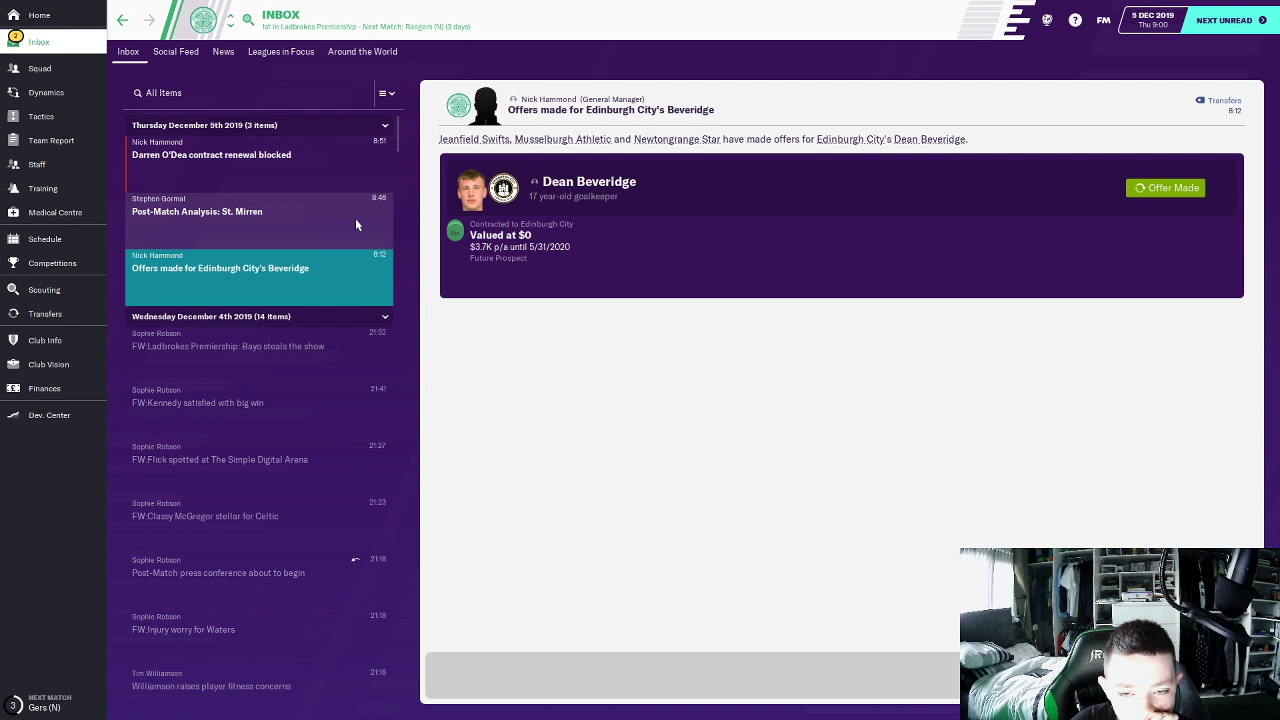 INBOX
1st in Ladbrokes Premiership - Next Match: Rangers (N) (3 days)
?
FM
5 DEC 2019
Thu 9:00
NEXT UNREAD
2
Inbox
Squad
Dynamics
Tactics
Team Report
Staff
Training
Medical Centre
Schedule
Competitions
Scouting
Transfers
Club Info
Club Vision
Finances
Dev. Center
3
NEXT MATCH
Gers (N)
Inbox Social Feed News Leagues in Focus Around the World
All Items
Thursday December 5th 2019 (3 items)
Nick Hammond 8:51
Darren O'Dea contract renewal blocked
Stephen Gormal 8:46
Post-Match Analysis: St. Mirren
Nick Hammond 8:12
Offers made for Edinburgh City's Beveridge
Wednesday December 4th 2019 (14 items)
Sophie Robson 21:52
FW:Ladbrokes Premiership: Bayo steals the show
Sophie Robson 21:41
FW:Kennedy satisfied with big win
Sophie Robson 21:27
FW:Flick spotted at The Simple Digital Arena
Sophie Robson 21:23
FW:Classy McGregor stellar for Celtic
Sophie Robson 21:18
Post-Match press conference about to begin
Sophie Robson 21:18
FW:Injury worry for Waters
Tim Williamson 21:18
Williamson raises player fitness concerns
Nick Hammond (General Manager)
Offers made for Edinburgh City's Beveridge
Transfers
8:12
Jeanfield Swifts, Musselburgh Athletic and Newtongrange Star have made offers for Edinburgh City's Dean Beveridge.
Dean Beveridge
17 year-old goalkeeper
Offer Made
Contracted to Edinburgh City
Valued at $0
$3.7K p/a until 5/31/2020
Future Prospect